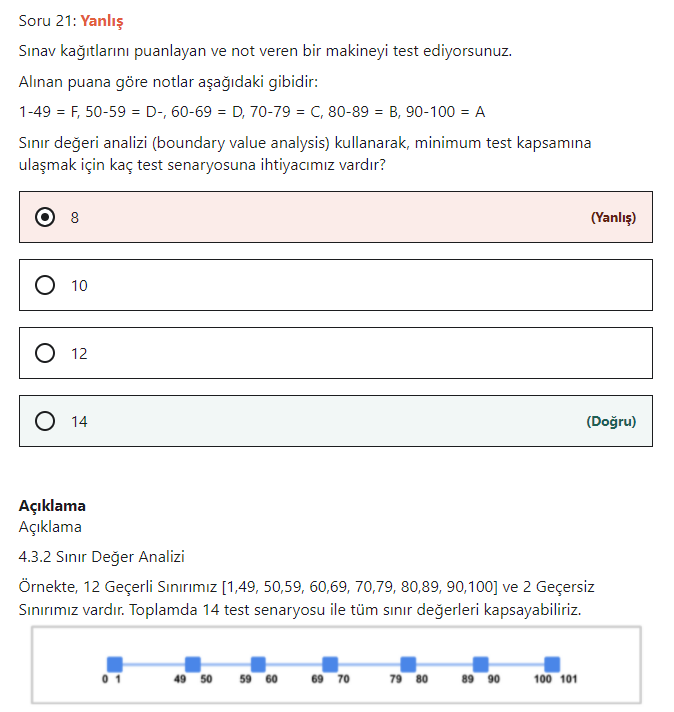 Soru 21: Yanlış
Sınav kağıtlarını puanlayan ve not veren bir makineyi test ediyorsunuz.
Alınan puana göre notlar aşağıdaki gibidir:
1-49 = F, 50-59 = D-, 60-69 = D, 70-79 = C, 80-89 = B, 90-100 = A
Sınır değeri analizi (boundary value analysis) kullanarak, minimum test kapsamına
ulaşmak için kaç test senaryosuna ihtiyacımız vardır?
8 (Yanlış)
10
12
14 (Doğru)
Açıklama
Açıklama
4.3.2 Sınır Değer Analizi
Örnekte, 12 Geçerli Sınırımız [1,49, 50,59, 60,69, 70,79, 80,89, 90,100] ve 2 Geçersiz
Sınırımız vardır. Toplamda 14 test senaryosu ile tüm sınır değerleri kapsayabiliriz.
0 1 49 50 59 60 69 70 79 80 89 90 100 101